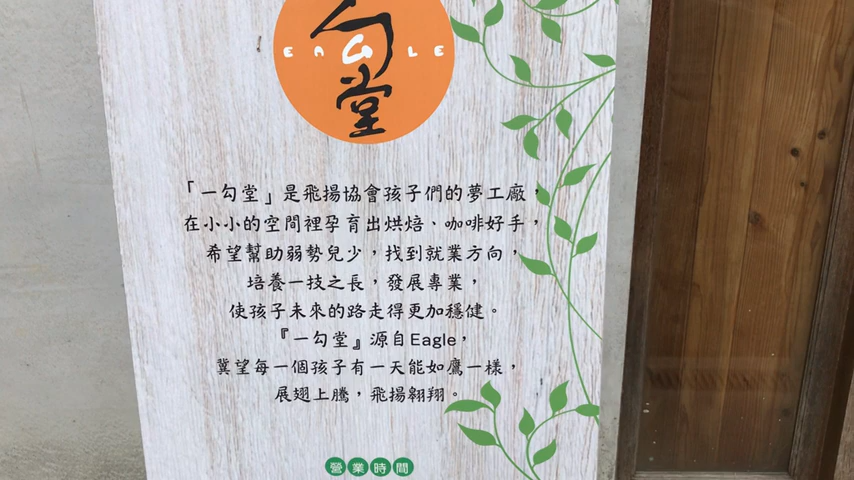 勾
EAGLE
堂
「一勾堂」是飛揚協會孩子們的夢工廠，
在小小的空間裡孕育出烘焙、咖啡好手，
希望幫助弱勢兒少，找到就業方向，
培養一技之長，發展專業，
使孩子未來的路走得更加穩健。
『一勾堂』源自Eagle，
冀望每一個孩子有一天能如鷹一樣，
展翅上騰，飛揚翱翔。
營業時間